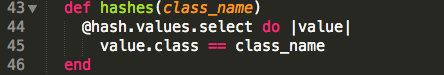 43 def hashes(class_name)
44 @hash.values.select do |value|
45 value.class == class_name
46 end